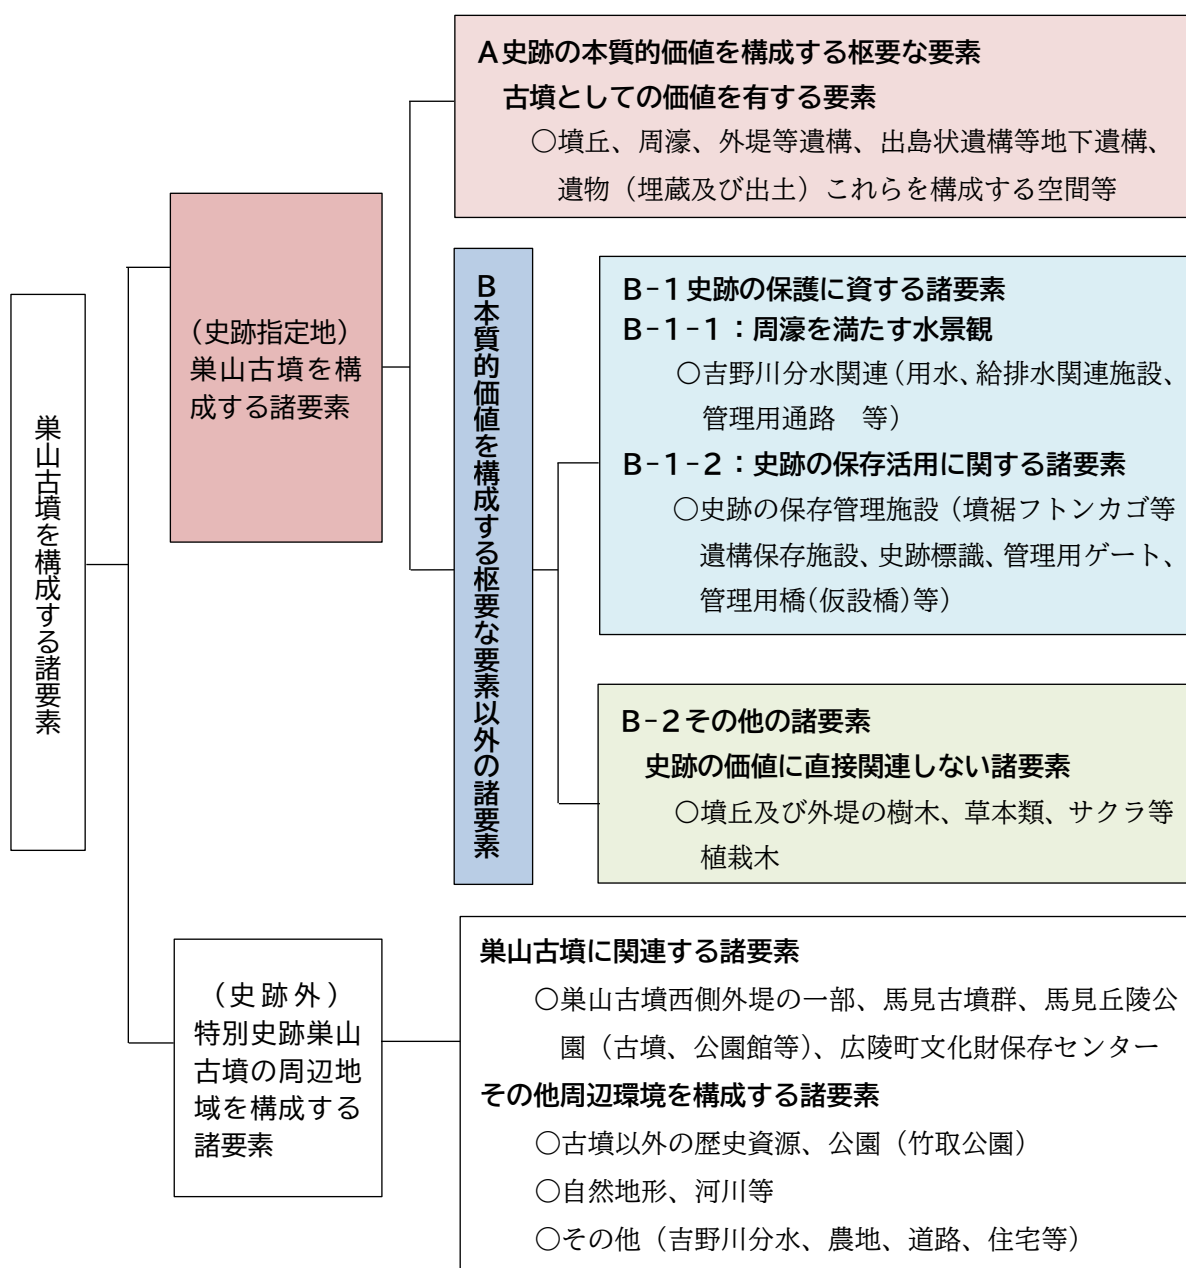 巣山古墳を構成する諸要素
（史跡指定地）
巣山古墳を構
成する諸要素
A史跡の本質的価値を構成する枢要な要素
古墳としての価値を有する要素
○墳丘、周濠、外堤等遺構、出島状遺構等地下遺構、
遺物（埋蔵及び出土）これらを構成する空間等
B本質的価値を構成する枢要な要素以外の諸要素
B-1史跡の保護に資する諸要素
B-1-1：周濠を満たす水景観
○吉野川分水関連（用水、給排水関連施設、
管理用通路　等）
B-1-2：史跡の保存活用に関する諸要素
○史跡の保存管理施設（墳裾フトンカゴ等
遺構保存施設、史跡標識、管理用ゲート、
管理用橋(仮設橋)等）
B-2その他の諸要素
史跡の価値に直接関連しない諸要素
○墳丘及び外堤の樹木、草本類、サクラ等
植栽木
（史跡外）
特別史跡巣山
古墳の周辺地
域を構成する
諸要素
巣山古墳に関連する諸要素
○巣山古墳西側外堤の一部、馬見古墳群、馬見丘陵公
園（古墳、公園館等）、広陵町文化財保存センター
その他周辺環境を構成する諸要素
○古墳以外の歴史資源、公園（竹取公園）
○自然地形、河川等
○その他（吉野川分水、農地、道路、住宅等）